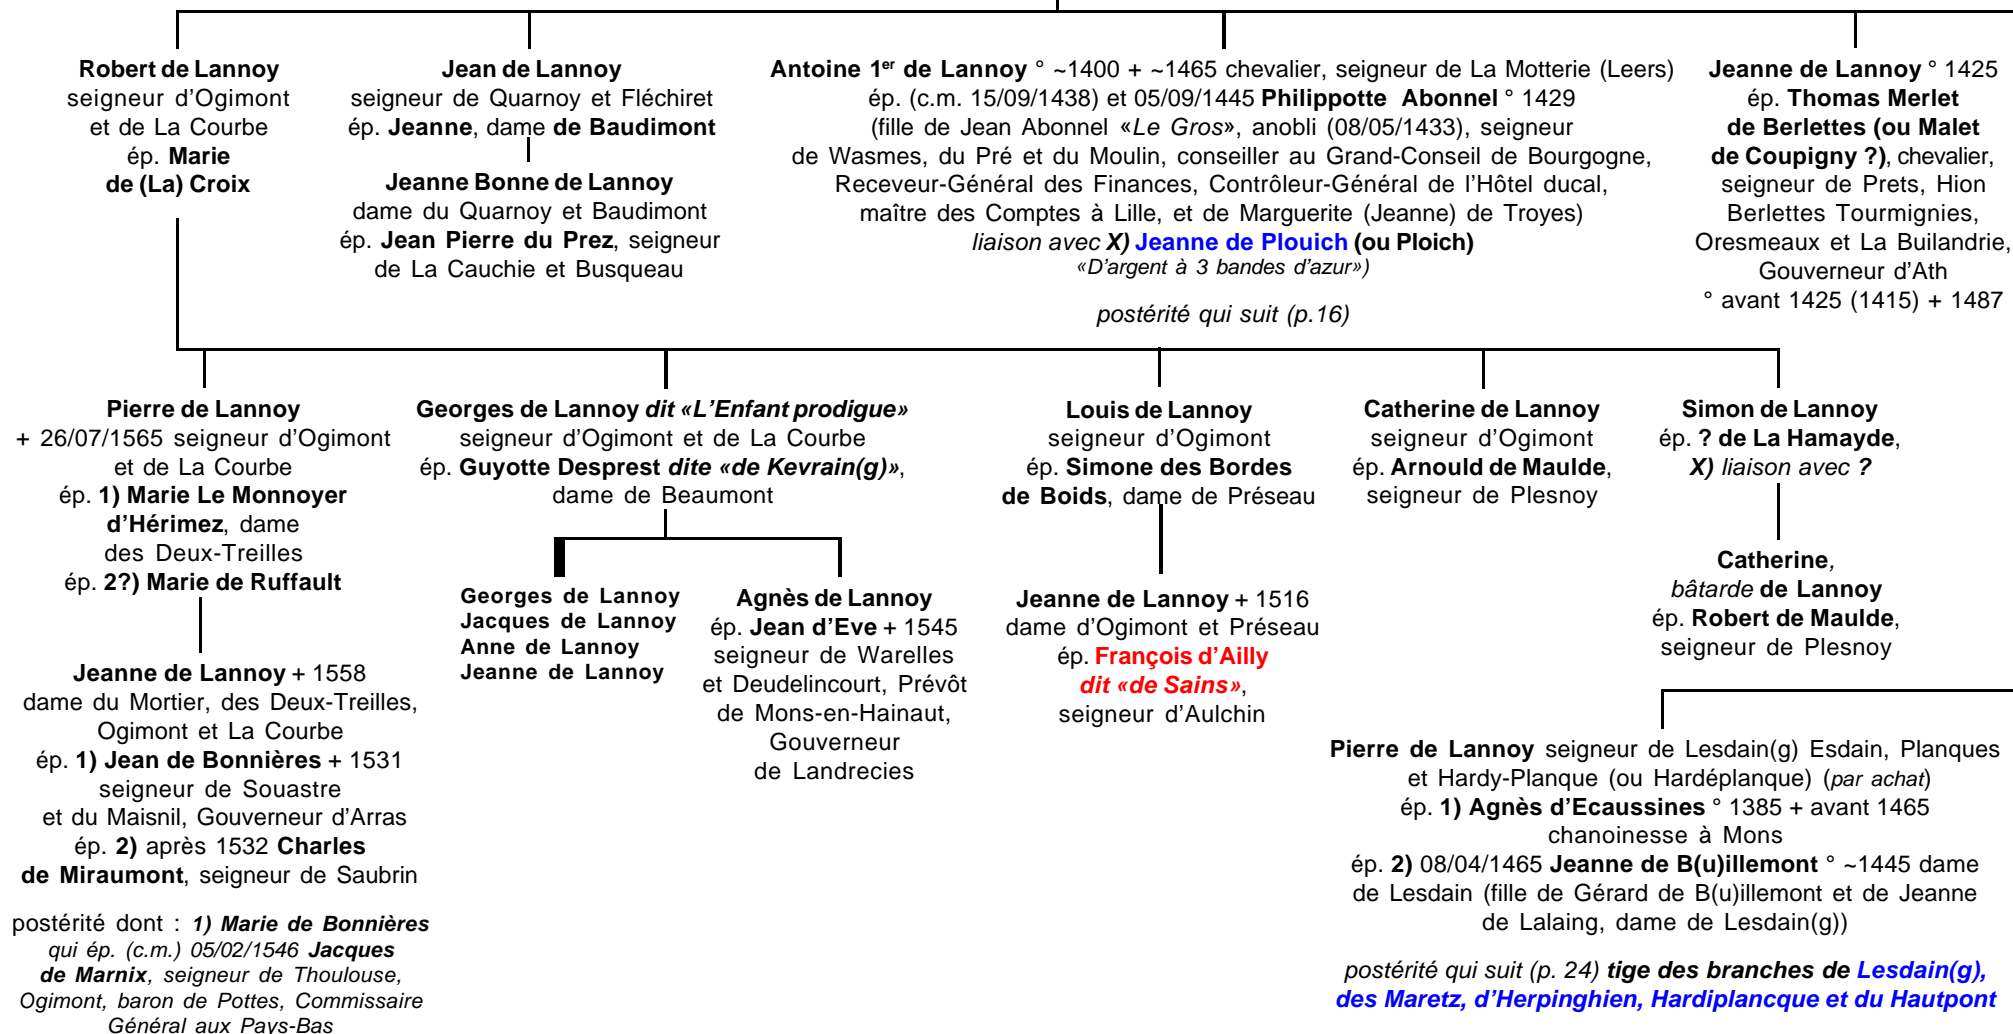 Robert de Lannoy
seigneur d’Ogimont
et de La Courbe
ép. Marie
de (La) Croix
Jean de Lannoy
seigneur de Quarnoy et Fléchiret
ép. Jeanne, dame de Baudimont
Jeanne Bonne de Lannoy
dame du Quarnoy et Baudimont
ép. Jean Pierre du Prez, seigneur
de La Cauchie et Busqueau
Antoine 1er de Lannoy ° ~1400 + ~1465 chevalier, seigneur de La Motterie (Leers)
ép. (c.m. 15/09/1438) et 05/09/1445 Philippotte Abonnel ° 1429
(fille de Jean Abonnel «Le Gros», anobli (08/05/1433), seigneur
de Wasmes, du Pré et du Moulin, conseiller au Grand-Conseil de Bourgogne,
Receveur-Général des Finances, Contrôleur-Général de l’Hôtel ducal,
maître des Comptes à Lille, et de Marguerite (Jeanne) de Troyes)
liaison avec X) Jeanne de Plouich (ou Ploich)
«D’argent à 3 bandes d’azur»)
postérité qui suit (p.16)
Jeanne de Lannoy ° 1425
ép. Thomas Merlet
de Berlettes (ou Malet
de Coupigny ?), chevalier,
seigneur de Prets, Hion
Berlettes Tourmignies,
Oresmeaux et La Builandrie,
Gouverneur d’Ath
° avant 1425 (1415) + 1487
Pierre de Lannoy
+ 26/07/1565 seigneur d’Ogimont
et de La Courbe
ép. 1) Marie Le Monnoyer
d’Hérimez, dame
des Deux-Treilles
ép. 2?) Marie de Ruffault
Jeanne de Lannoy + 1558
dame du Mortier, des Deux-Treilles,
Ogimont et La Courbe
ép. 1) Jean de Bonnières + 1531
seigneur de Souastre
et du Maisnil, Gouverneur d’Arras
ép. 2) après 1532 Charles
de Miraumont, seigneur de Saubrin
postérité dont : 1) Marie de Bonnières
qui ép. (c.m.) 05/02/1546 Jacques
de Marnix, seigneur de Thoulouse,
Ogimont, baron de Pottes, Commissaire
Général aux Pays-Bas
Georges de Lannoy dit «L’Enfant prodigue»
seigneur d’Ogimont et de La Courbe
ép. Guyotte Desprest dite «de Kevrain(g)»,
dame de Beaumont
Georges de Lannoy
Jacques de Lannoy
Anne de Lannoy
Jeanne de Lannoy
Agnès de Lannoy
ép. Jean d’Eve + 1545
seigneur de Warelles
et Deudelincourt, Prévôt
de Mons-en-Hainaut,
Gouverneur
de Landrecies
Louis de Lannoy
seigneur d’Ogimont
ép. Simone des Bordes
de Boids, dame de Préseau
Jeanne de Lannoy + 1516
dame d’Ogimont et Préseau
ép. François d’Ailly
dit «de Sains»,
seigneur d’Aulchin
Catherine de Lannoy
seigneur d’Ogimont
ép. Arnould de Maulde,
seigneur de Plesnoy
Simon de Lannoy
ép. ? de La Hamayde,
X) liaison avec ?
Catherine,
bâtarde de Lannoy
ép. Robert de Maulde,
seigneur de Plesnoy
Pierre de Lannoy seigneur de Lesdain(g) Esdain, Planques
et Hardy-Planque (ou Hardéplanque) (par achat)
ép. 1) Agnès d’Ecaussines ° 1385 + avant 1465
chanoinesse à Mons
ép. 2) 08/04/1465 Jeanne de B(u)illemont ° ~1445 dame
de Lesdain (fille de Gérard de B(u)illemont et de Jeanne
de Lalaing, dame de Lesdain(g))
postérité qui suit (p. 24) tige des branches de Lesdain(g),
des Maretz, d’Herpinghien, Hardiplancque et du Hautpont